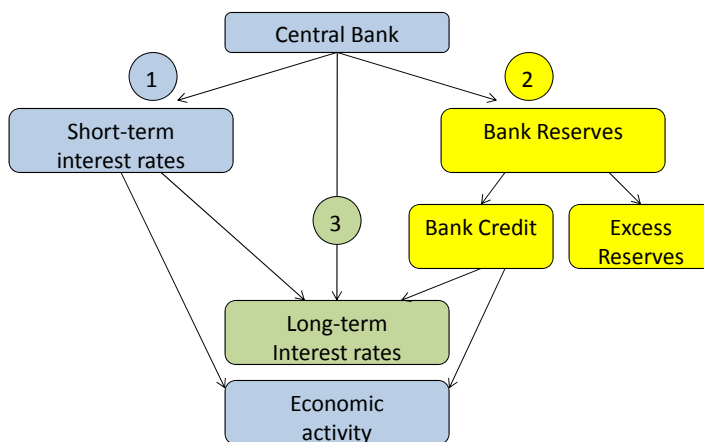 Central Bank
1
2
Short-term
interest rates
Bank Reserves
3
Bank Credit
Excess
Reserves
Long-term
Interest rates
Economic
activity